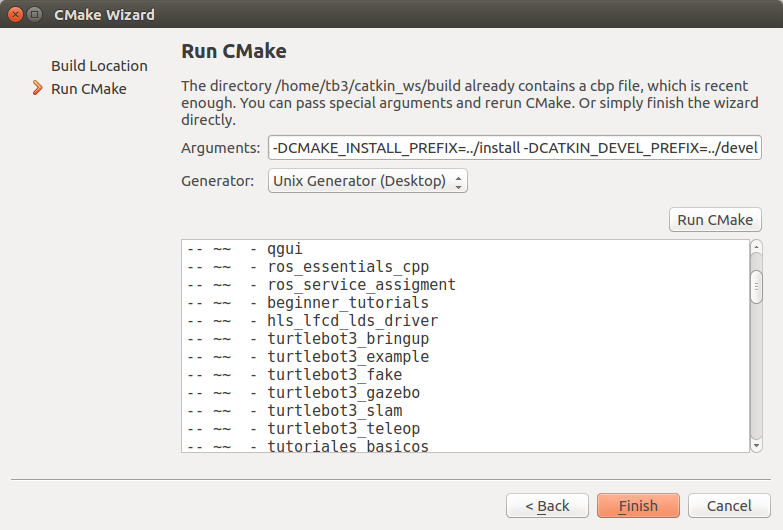 CMake Wizard
Build Location
Run CMake
Run CMake
The directory /home/tb3/catkin_ws/build already contains a cbp file, which is recent
enough. You can pass special arguments and rerun CMake. Or simply finish the wizard
directly.
Arguments: -DCMAKE_INSTALL_PREFIX=../install -DCATKIN_DEVEL_PREFIX=../devel
Generator: Unix Generator (Desktop)
Run CMake
-- ~~  - qgui
-- ~~  - ros_essentials_cpp
-- ~~  - ros_service_assigment
-- ~~  - beginner_tutorials
-- ~~  - hls_lfcd_lds_driver
-- ~~  - turtlebot3_bringup
-- ~~  - turtlebot3_example
-- ~~  - turtlebot3_fake
-- ~~  - turtlebot3_gazebo
-- ~~  - turtlebot3_slam
-- ~~  - turtlebot3_teleop
-- ~~  - tutoriales_basicos
< Back Finish Cancel